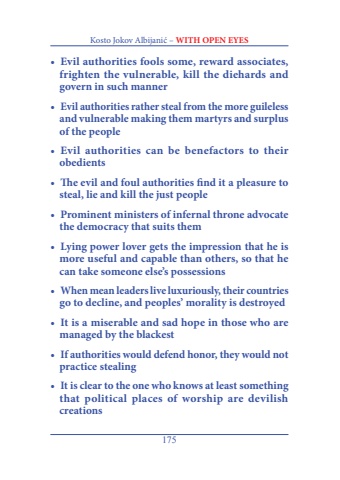 Kosto Jokov Albijanić – WITH OPEN EYES
• Evil authorities fools some, reward associates,
frighten the vulnerable, kill the diehards and
govern in such manner
• Evil authorities rather steal from the more guileless
and vulnerable making them martyrs and surplus
of the people
• Evil authorities can be benefactors to their
obedients
• The evil and foul authorities find it a pleasure to
steal, lie and kill the just people
• Prominent ministers of infernal throne advocate
the democracy that suits them
• Lying power lover gets the impression that he is
more useful and capable than others, so that he
can take someone else's possessions
• When mean leaders live luxuriously, their countries
go to decline, and peoples' morality is destroyed
• It is a miserable and sad hope in those who are
managed by the blackest
• If authorities would defend honor, they would not
practice stealing
• It is clear to the one who knows at least something
that political places of worship are devilish
creations
175